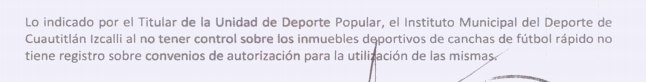 Lo indicado por el Titular de la Unidad de Deporte Popular, el Instituto Municipal del Deporte de
Cuautitlán Izcalli al no tener control sobre los inmuebles deportivos de canchas de fútbol rápido no
tiene registro sobre convenios de autorización para la utilización de las mismas.